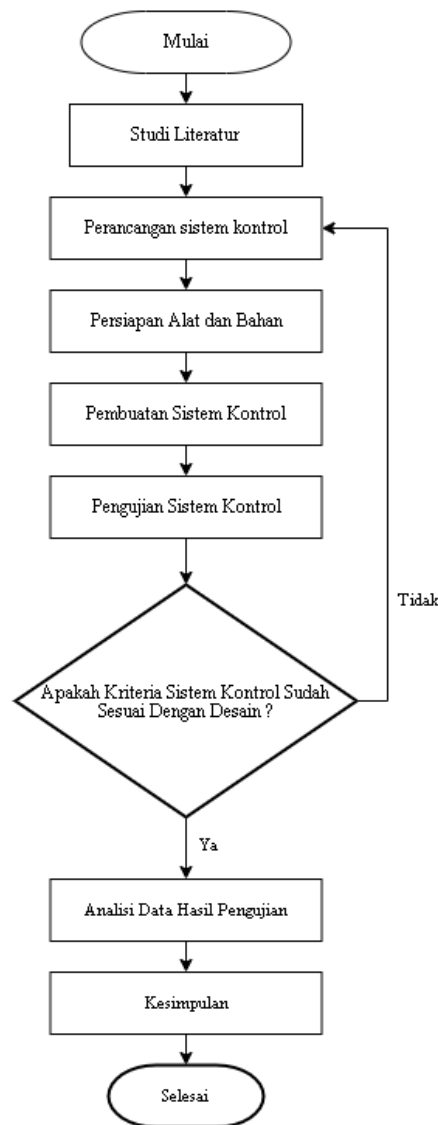 Mulai
Studi Literatur
Perancangan sistem kontrol
Persiapan Alat dan Bahan
Pembuatan Sistem Kontrol
Pengujian Sistem Kontrol
Tidak
Apakah Kriteria Sistem Kontrol Sudah
Sesuai Dengan Desain ?
Ya
Analisi Data Hasil Pengujian
Kesimpulan
Selesai